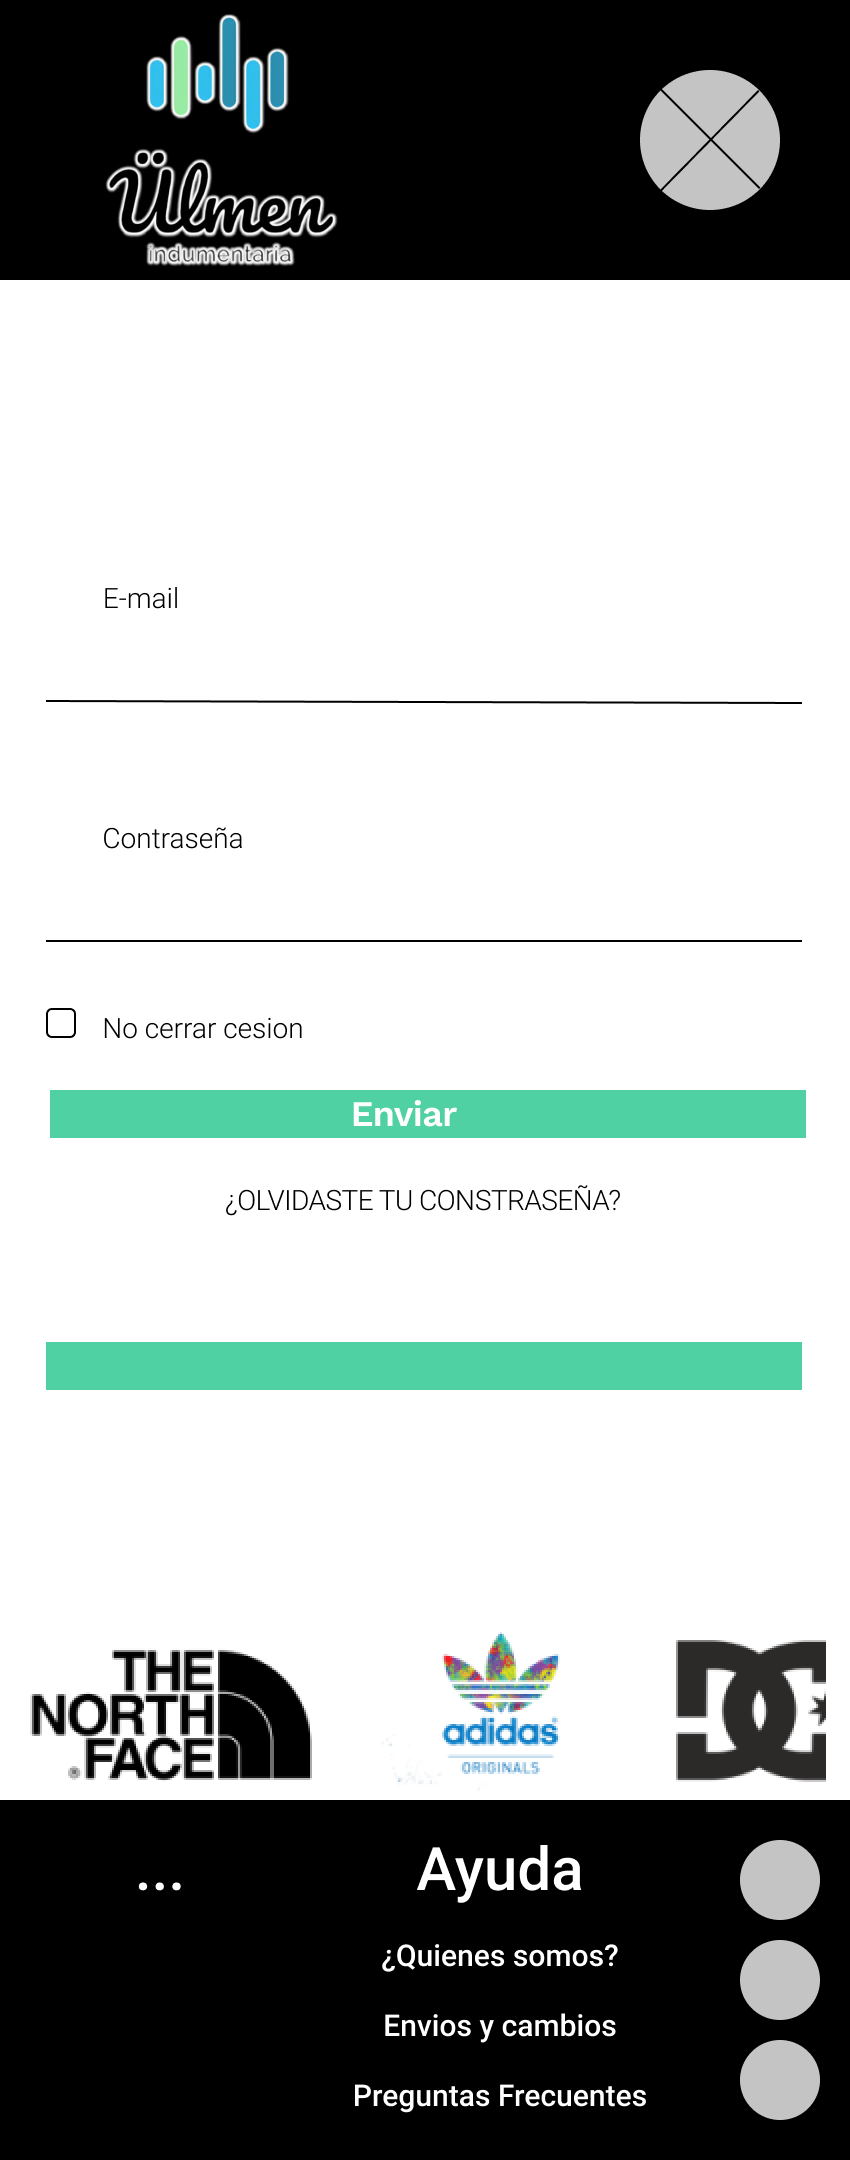 Ülmen
indumentaria
E-mail
Contraseña
No cerrar cesion
Enviar
¿OLVIDASTE TU CONSTRASEÑA?
THE
NORTH
FACE
®
adidas
ORIGINALS
DC
...
Ayuda
¿Quienes somos?
Envios y cambios
Preguntas Frecuentes